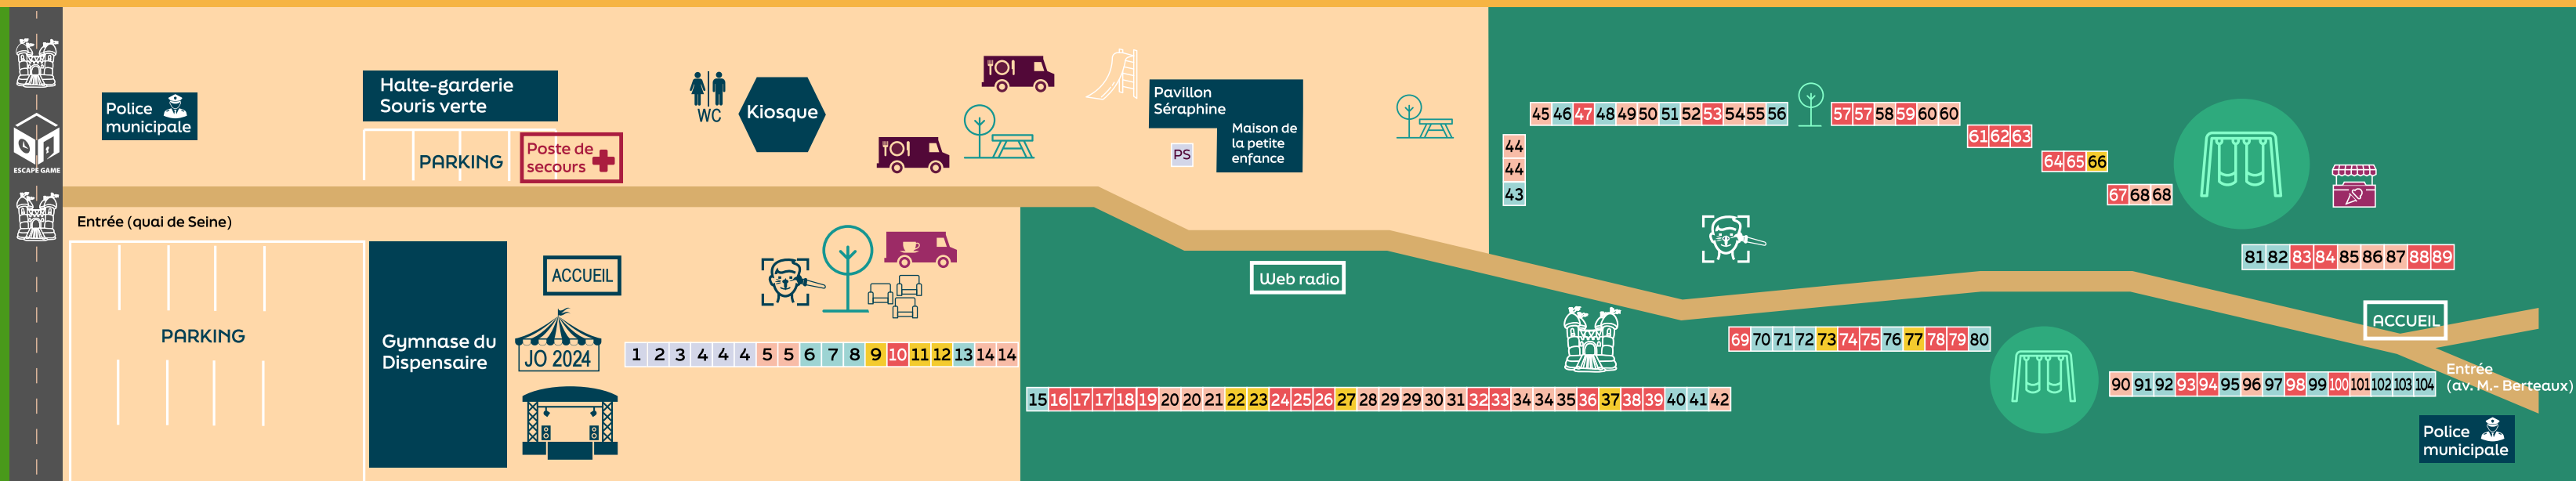 ESCAPE GAME
Police
municipale
Halte-garderie
Souris verte
PARKING
Poste de
secours
WC
Kiosque
Pavillon
Séraphine
Maison de
la petite
enfance
PS
45 46 47 48 49 50 51 52 53 54 55 56
57 57 58 59 60 60
61 62 63
64 65 66
67 68 68
44
44
43
Entrée (quai de Seine)
PARKING
Gymnase du
Dispensaire
ACCUEIL
JO 2024
1 2 3 4 4 4 5 5 6 7 8 9 10 11 12 13 14 14
Web radio
15 16 17 17 18 19 20 20 21 22 23 24 25 26 27 28 29 29 30 31 32 33 34 34 35 36 37 38 39 40 41 42
69 70 71 72 73 74 75 76 77 78 79 80
81 82 83 84 85 86 87 88 89
ACCUEIL
90 91 92 93 94 95 96 97 98 99 100 101 102 103 104
Entrée
(av. M.- Berteaux)
Police
municipale